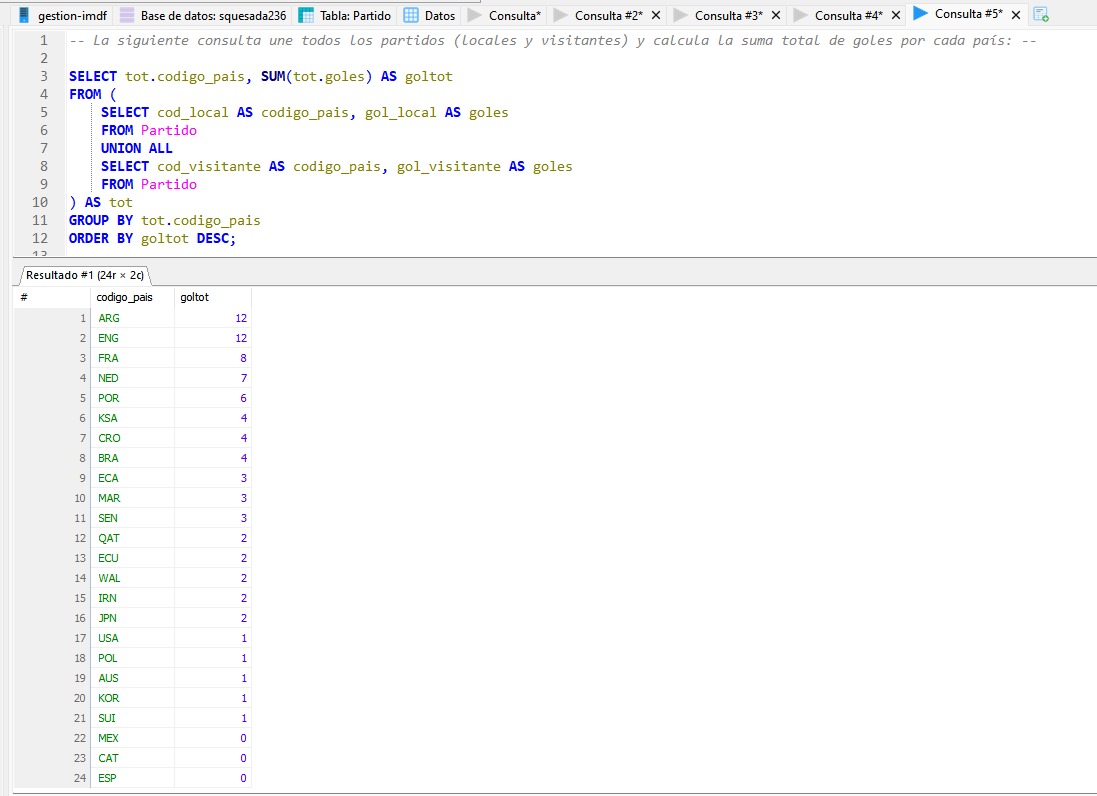 gestion-imdf Base de datos: squesada236 Tabla: Partido Datos Consulta* Consulta #2* Consulta #3* Consulta #4* Consulta #5*
1 -- La siguiente consulta une todos los partidos (locales y visitantes) y calcula la suma total de goles por cada país: --
2
3 SELECT tot.codigo_pais, SUM(tot.goles) AS goltot
4 FROM (
5 SELECT cod_local AS codigo_pais, gol_local AS goles
6 FROM Partido
7 UNION ALL
8 SELECT cod_visitante AS codigo_pais, gol_visitante AS goles
9 FROM Partido
10 ) AS tot
11 GROUP BY tot.codigo_pais
12 ORDER BY goltot DESC;
13
Resultado #1 (24r × 2c)
# codigo_pais goltot
1 ARG 12
2 ENG 12
3 FRA 8
4 NED 7
5 POR 6
6 KSA 4
7 CRO 4
8 BRA 4
9 ECA 3
10 MAR 3
11 SEN 3
12 QAT 2
13 ECU 2
14 WAL 2
15 IRN 2
16 JPN 2
17 USA 1
18 POL 1
19 AUS 1
20 KOR 1
21 SUI 1
22 MEX 0
23 CAT 0
24 ESP 0